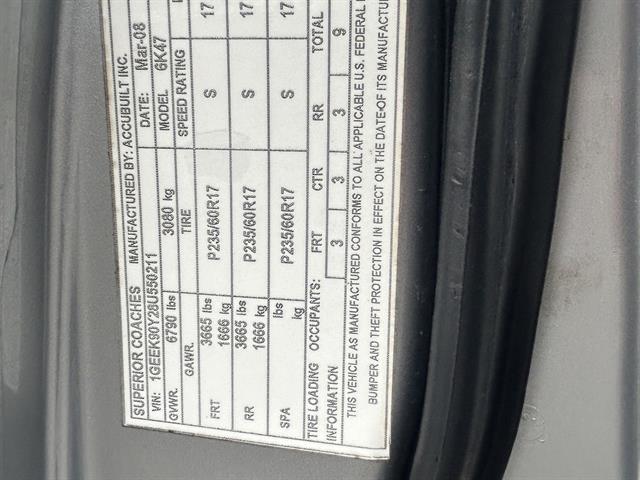 SUPERIOR COACHES MANUFACTURED BY: ACCUBUILT INC.
VIN: 1GEEK90Y28U550211 DATE: Mar-08
GVWR. 6790 lbs 3080 kg MODEL 6K47
GAWR. TIRE SPEED RATING
FRT 3665 lbs 1666 kg P235/60R17 S 17
RR 3665 lbs 1666 kg P235/60R17 S 17
SPA lbs kg P235/60R17 S 17
TIRE LOADING OCCUPANTS: FRT CTR RR TOTAL
INFORMATION 3 3 3 9
THIS VEHICLE AS MANUFACTURED CONFORMS TO ALL APPLICABLE U.S. FEDERAL
BUMPER AND THEFT PROTECTION IN EFFECT ON THE DATE OF ITS MANUFACTUR